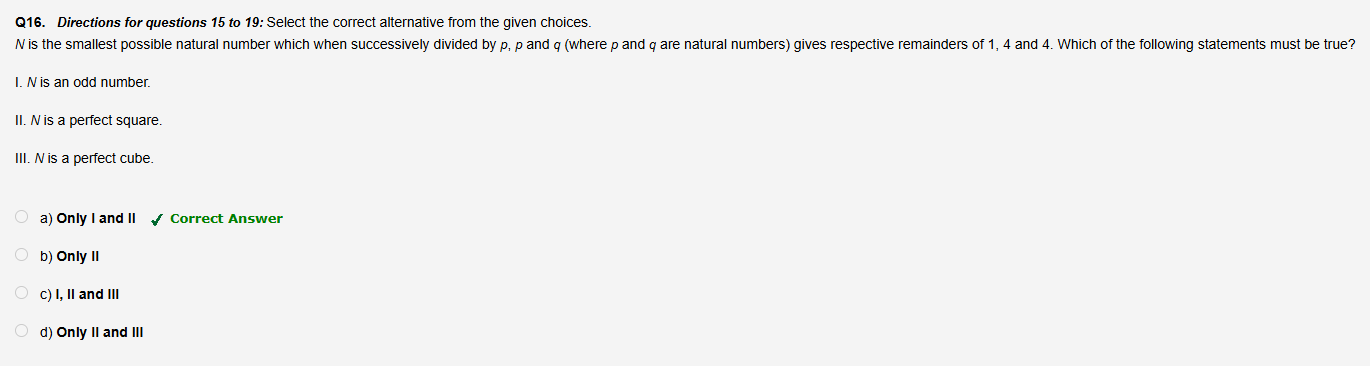 Q16. Directions for questions 15 to 19: Select the correct alternative from the given choices.
N is the smallest possible natural number which when successively divided by p, p and q (where p and q are natural numbers) gives respective remainders of 1, 4 and 4. Which of the following statements must be true?
I. N is an odd number.
II. N is a perfect square.
III. N is a perfect cube.
a) Only I and II ✓ Correct Answer
b) Only II
c) I, II and III
d) Only II and III